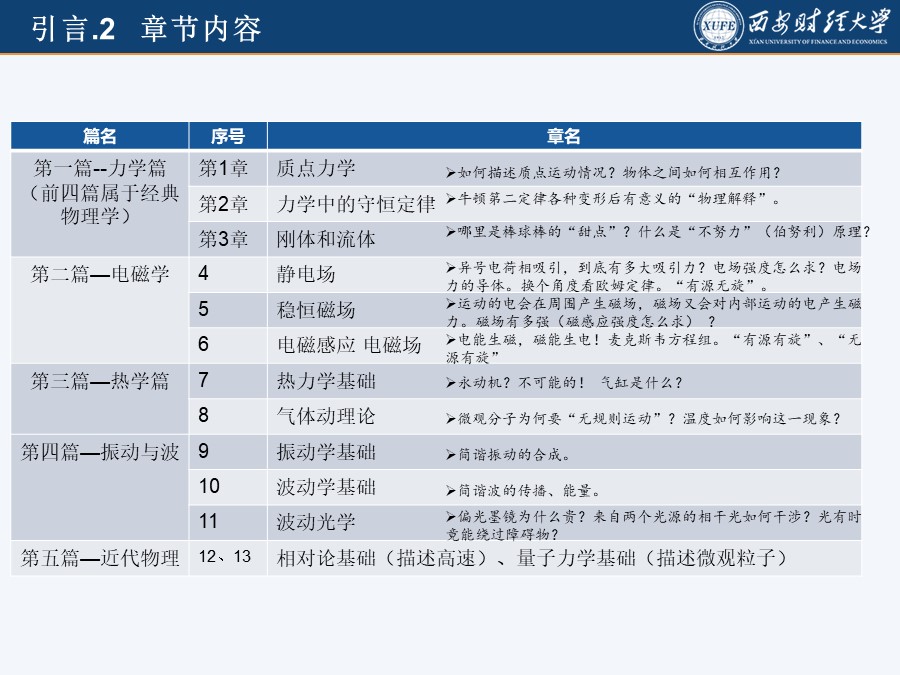 引言.2 章节内容
XUFE
西安财经大学
XI'AN UNIVERSITY OF FINANCE AND ECONOMICS
篇名 序号 章名
第一篇--力学篇
（前四篇属于经典
物理学）
第1章 质点力学 ➢如何描述质点运动情况？物体之间如何相互作用？
第2章 力学中的守恒定律 ➢牛顿第二定律各种变形后有意义的“物理解释”。
第3章 刚体和流体 ➢哪里是棒球棒的“甜点”？什么是“不努力”（伯努利）原理？
第二篇—电磁学 4 静电场 ➢异号电荷相吸引，到底有多大吸引力？电场强度怎么求？电场
力的导体。换个角度看欧姆定律。“有源无旋”。
5 稳恒磁场 ➢运动的电会在周围产生磁场，磁场又会对内部运动的电产生磁
力。磁场有多强（磁感应强度怎么求）？
6 电磁感应 电磁场 ➢电能生磁，磁能生电！麦克斯韦方程组。“有源有旋”、“无
源有旋”
第三篇—热学篇 7 热力学基础 ➢永动机？不可能的！ 气缸是什么？
8 气体动理论 ➢微观分子为何要“无规则运动”？温度如何影响这一现象？
第四篇—振动与波 9 振动学基础 ➢简谐振动的合成。
10 波动学基础 ➢简谐波的传播、能量。
11 波动光学 ➢偏光墨镜为什么贵？来自两个光源的相干光如何干涉？光有时
竟能绕过障碍物？
第五篇—近代物理 12、13 相对论基础（描述高速）、量子力学基础（描述微观粒子）